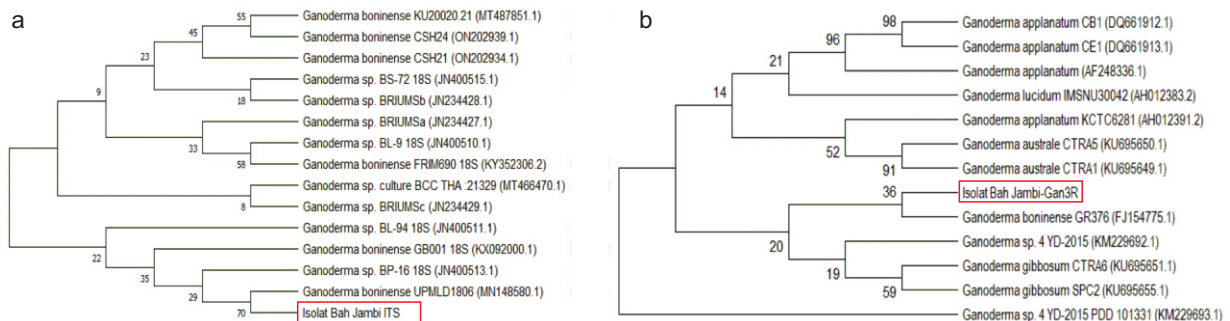 a
Ganoderma boninense KU20020.21 (MT487851.1)
Ganoderma boninense CSH24 (ON202939.1)
Ganoderma boninense CSH21 (ON202934.1)
Ganoderma sp. BS-72 18S (JN400515.1)
Ganoderma sp. BRIUMSb (JN234428.1)
Ganoderma sp. BRIUMSa (JN234427.1)
Ganoderma sp. BL-9 18S (JN400510.1)
Ganoderma boninense FRIM690 18S (KY352306.2)
Ganoderma sp. culture BCC THA :21329 (MT466470.1)
Ganoderma sp. BRIUMSc (JN234429.1)
Ganoderma sp. BL-94 18S (JN400511.1)
Ganoderma boninense GB001 18S (KX092000.1)
Ganoderma sp. BP-16 18S (JN400513.1)
Ganoderma boninense UPMLD1806 (MN148580.1)
Isolat Bah Jambi ITS
55
45
23
18
9
33
58
8
22
35
29
70
b
Ganoderma applanatum CB1 (DQ661912.1)
Ganoderma applanatum CE1 (DQ661913.1)
Ganoderma applanatum (AF248336.1)
Ganoderma lucidum IMSNU30042 (AH012383.2)
Ganoderma applanatum KCTC6281 (AH012391.2)
Ganoderma australe CTRA5 (KU695650.1)
Ganoderma australe CTRA1 (KU695649.1)
Isolat Bah Jambi-Gan3R
Ganoderma boninense GR376 (FJ154775.1)
Ganoderma sp. 4 YD-2015 (KM229692.1)
Ganoderma gibbosum CTRA6 (KU695651.1)
Ganoderma gibbosum SPC2 (KU695655.1)
Ganoderma sp. 4 YD-2015 PDD 101331 (KM229693.1)
98
96
21
14
52
91
36
20
19
59